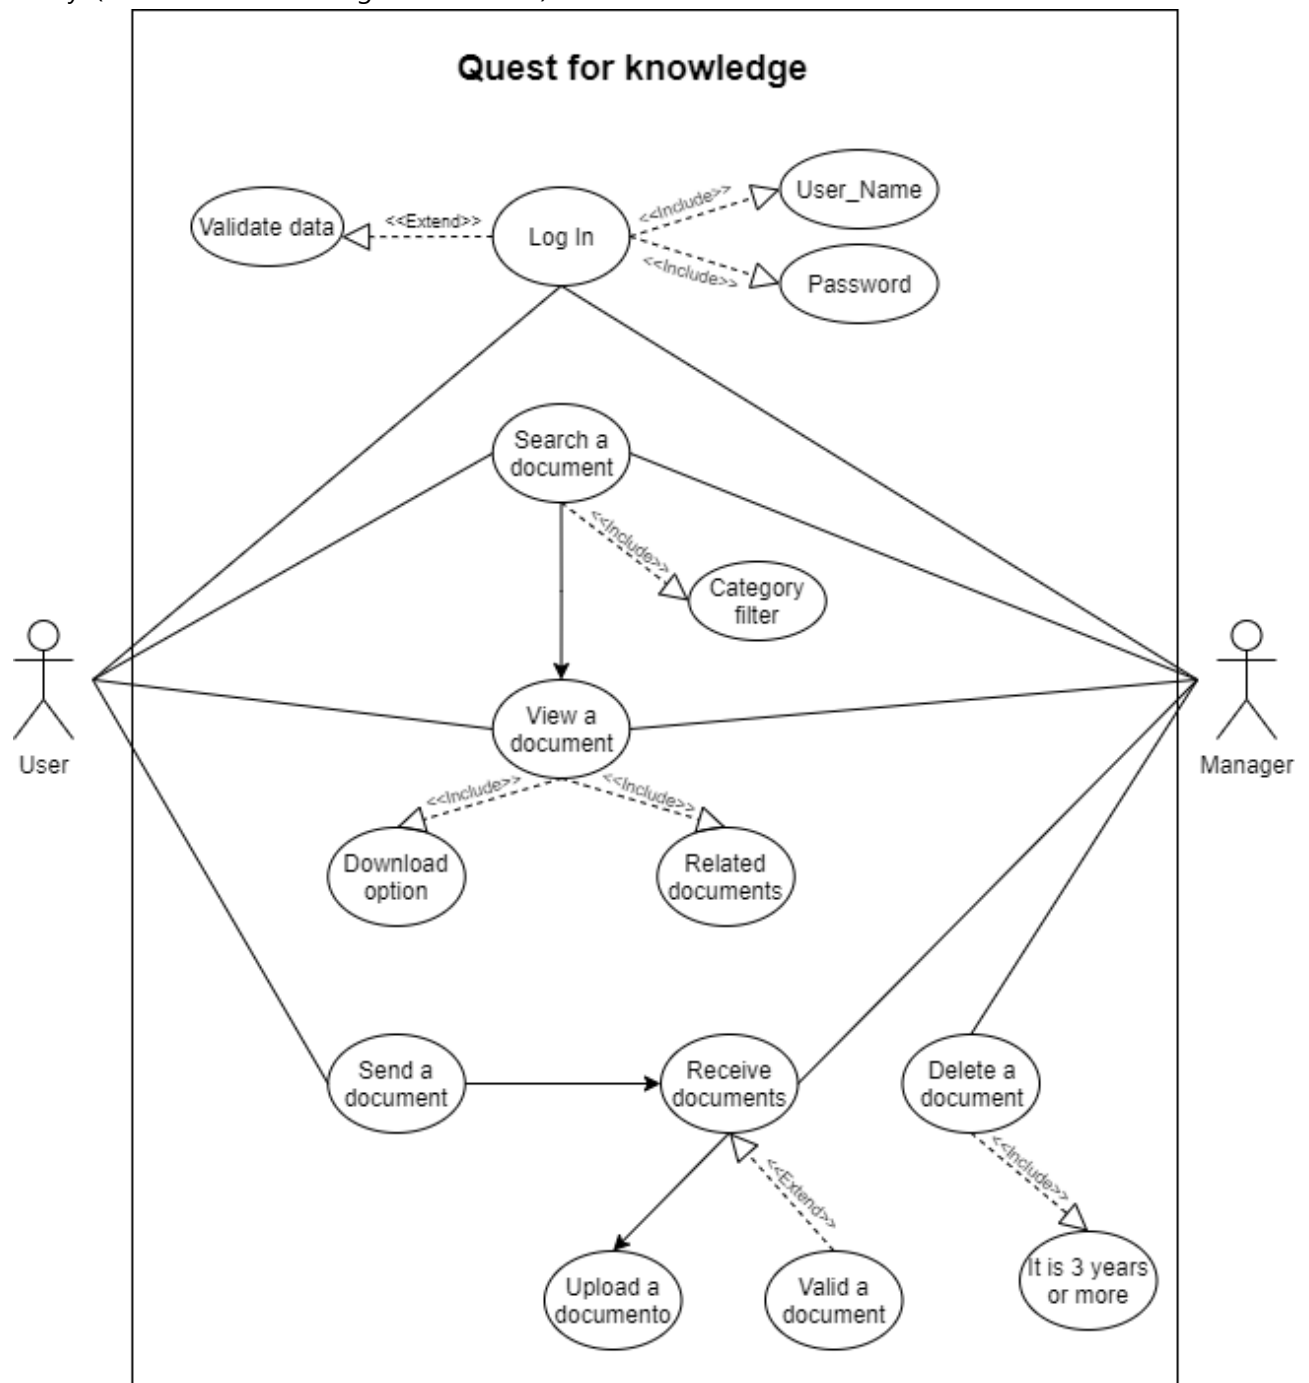 Quest for knowledge
Validate data
<<Extend>>
Log In
<<Include>>
User_Name
<<Include>>
Password
Search a
document
<<Include>>
Category
filter
User
Manager
View a
document
<<Include>>
<<Include>>
Download
option
Related
documents
Send a
document
Receive
documents
Delete a
document
<<Extend>>
<<Include>>
Upload a
documento
Valid a
document
It is 3 years
or more